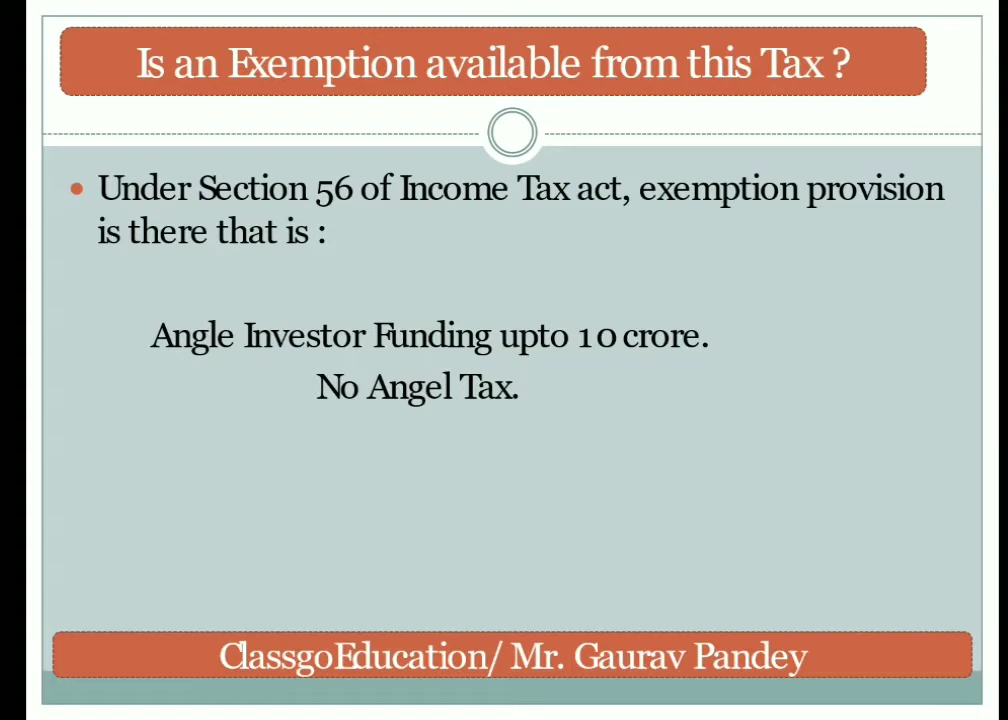 Is an Exemption available from this Tax ?
Under Section 56 of Income Tax act, exemption provision
is there that is :
Angle Investor Funding upto 10 crore.
No Angel Tax.
ClassgoEducation/ Mr. Gaurav Pandey